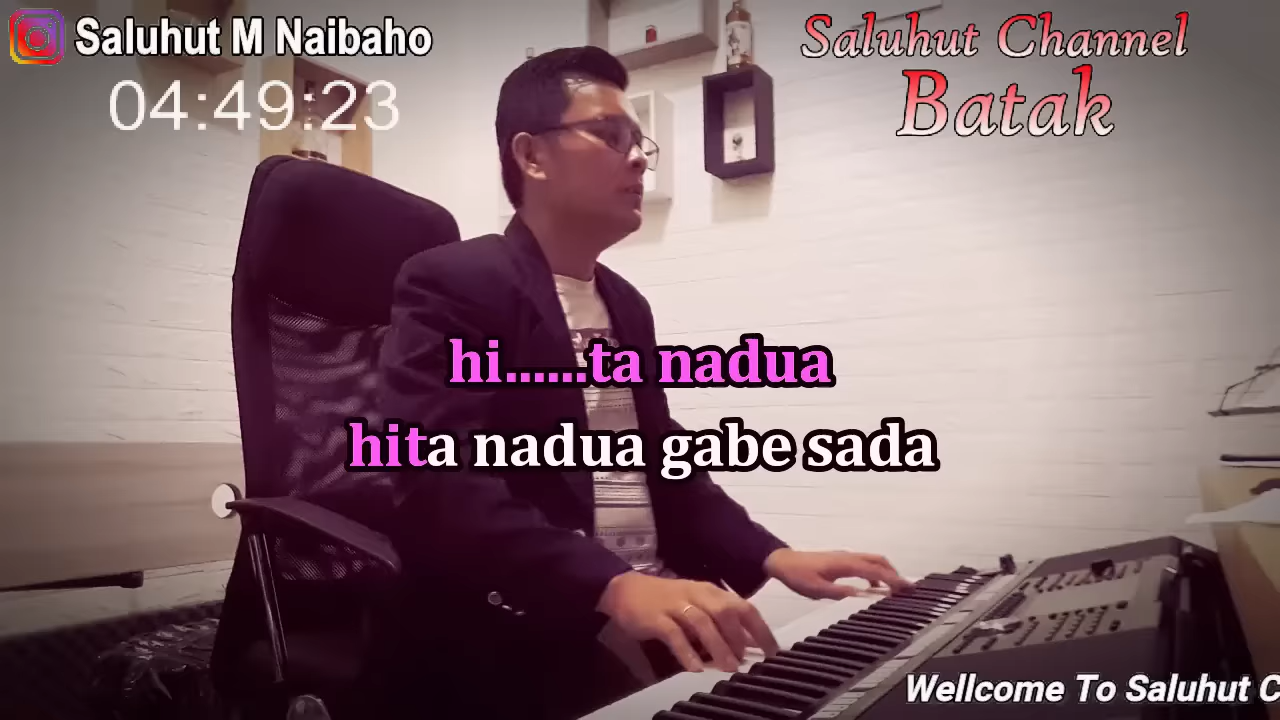 Saluhut M Naibaho
04:49:23
Saluhut Channel
Batak
hi......ta nadua
hita nadua gabe sada
Wellcome To Saluhut C